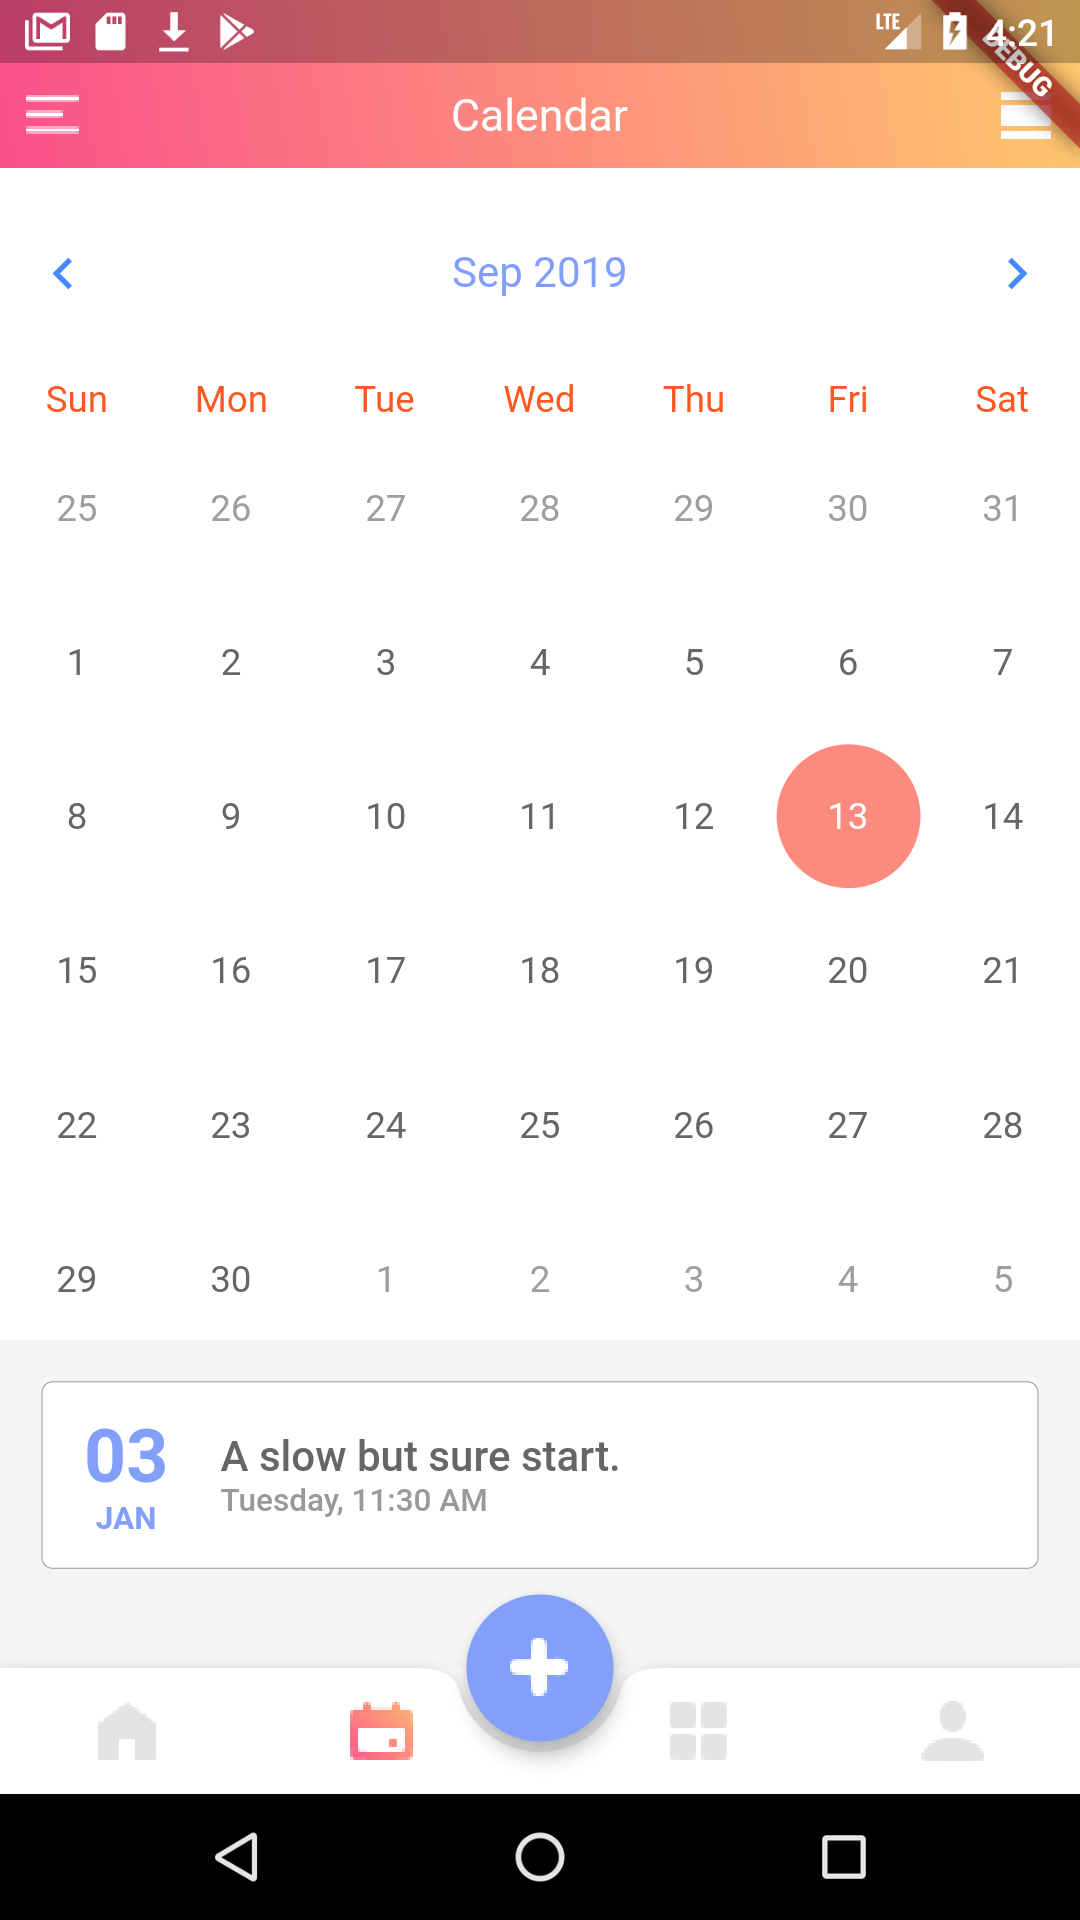 LTE 4:21
DEBUG
Calendar
Sep 2019
Sun Mon Tue Wed Thu Fri Sat
25 26 27 28 29 30 31
1 2 3 4 5 6 7
8 9 10 11 12 13 14
15 16 17 18 19 20 21
22 23 24 25 26 27 28
29 30 1 2 3 4 5
03
JAN
A slow but sure start.
Tuesday, 11:30 AM